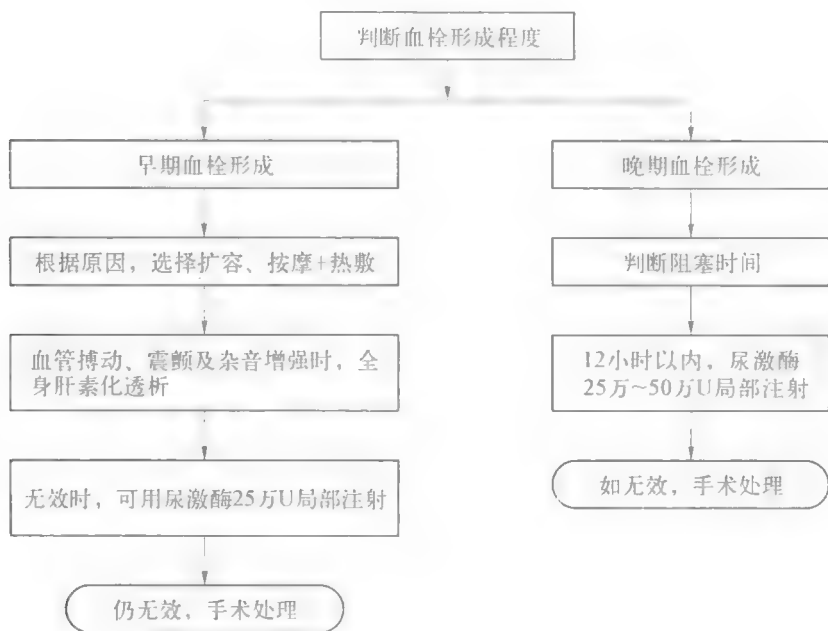 判断血栓形成程度
早期血栓形成
晚期血栓形成
根据原因，选择扩容、按摩+热敷
判断阻塞时间
血管搏动、震颤及杂音增强时，全
身肝素化透析
12小时以内，尿激酶
25万~50万U局部注射
无效时，可用尿激酶25万U局部注射
如无效，手术处理
仍无效，手术处理